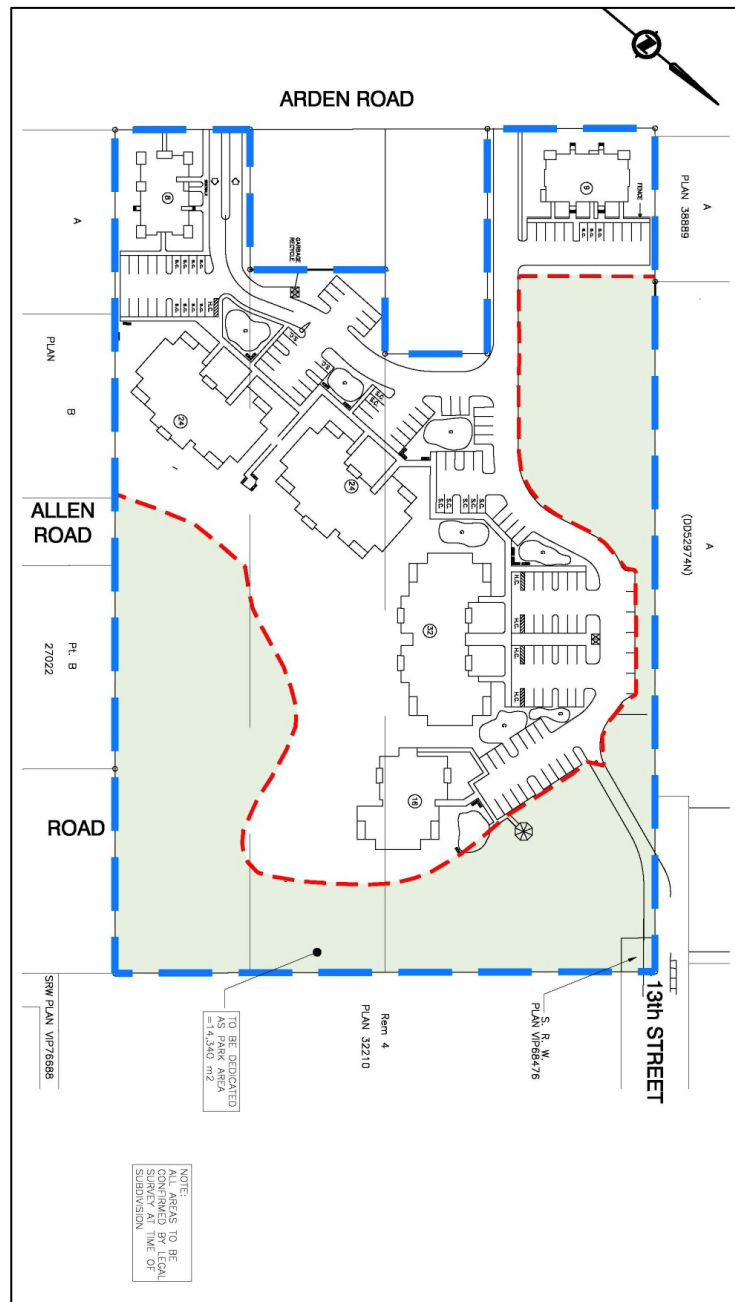 ARDEN ROAD
A
PLAN 38889
A
FENCE
9
8
SIDEWALK
GARBAGE
RECYCLE
S.C.
S.C.
S.C.
S.C.
S.C.
S.C.
S.C.
S.C.
S.C.
S.C.
S.C.
S.C.
H.C.
G
S.C.
S.C.
G
S.C.
S.C.
G
PLAN
B
24
24
S.C.
S.C.
S.C.
S.C.
S.C.
G
G
ALLEN
ROAD
A
(DD52974N)
H.C.
H.C.
H.C.
H.C.
32
Pt. B
27022
G
G
16
G
ROAD
13th STREET
S. R. W.
PLAN VIP68476
Rem 4
PLAN 32210
TO BE DEDICATED
AS PARK AREA
=14,340 m2
SRW PLAN VIP76688
NOTE:
ALL AREAS TO BE
CONFIRMED BY LEGAL
SURVEY AT TIME OF
SUBDIVISION